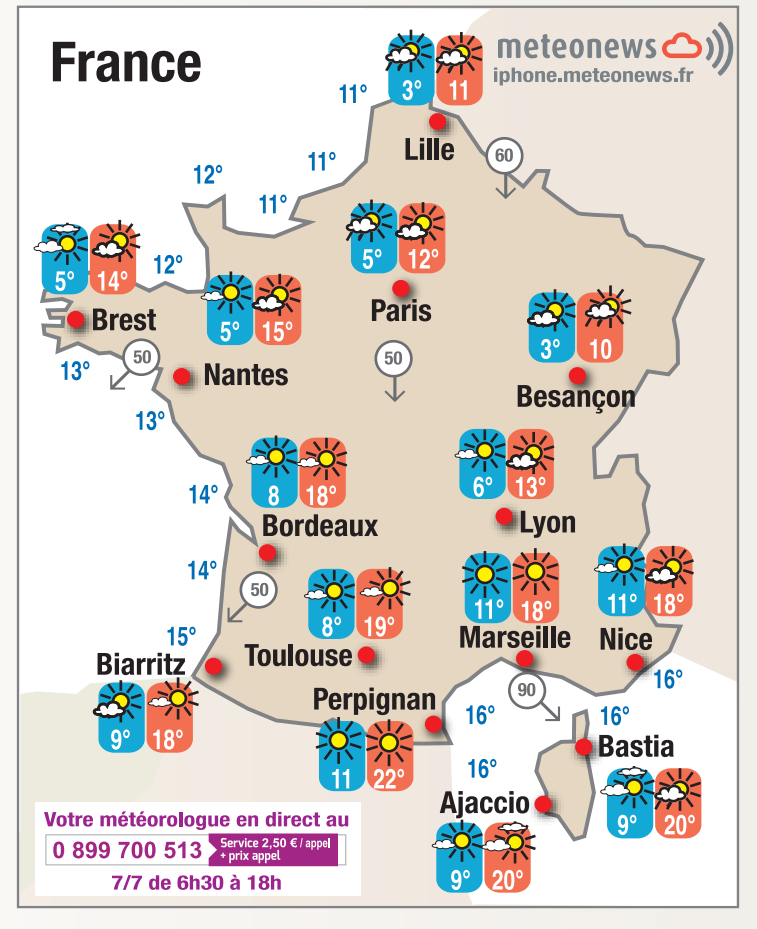 France
meteonews
iphone.meteonews.fr
3° 11
11°
Lille
60
11°
12°
11°
5° 12°
Paris
5° 14°
12°
Brest
5° 15°
3° 10
Besançon
50
13°
Nantes
50
13°
8 18°
6° 13°
14°
Bordeaux
Lyon
14°
50
8° 19°
11° 18°
11° 18°
15°
Biarritz
Toulouse
Marseille
Nice
16°
9° 18°
Perpignan
90
16°
16°
11 22°
Bastia
16°
Ajaccio
9° 20°
9° 20°
Votre météorologue en direct au
0 899 700 513 Service 2,50 € / appel
+ prix appel
7/7 de 6h30 à 18h